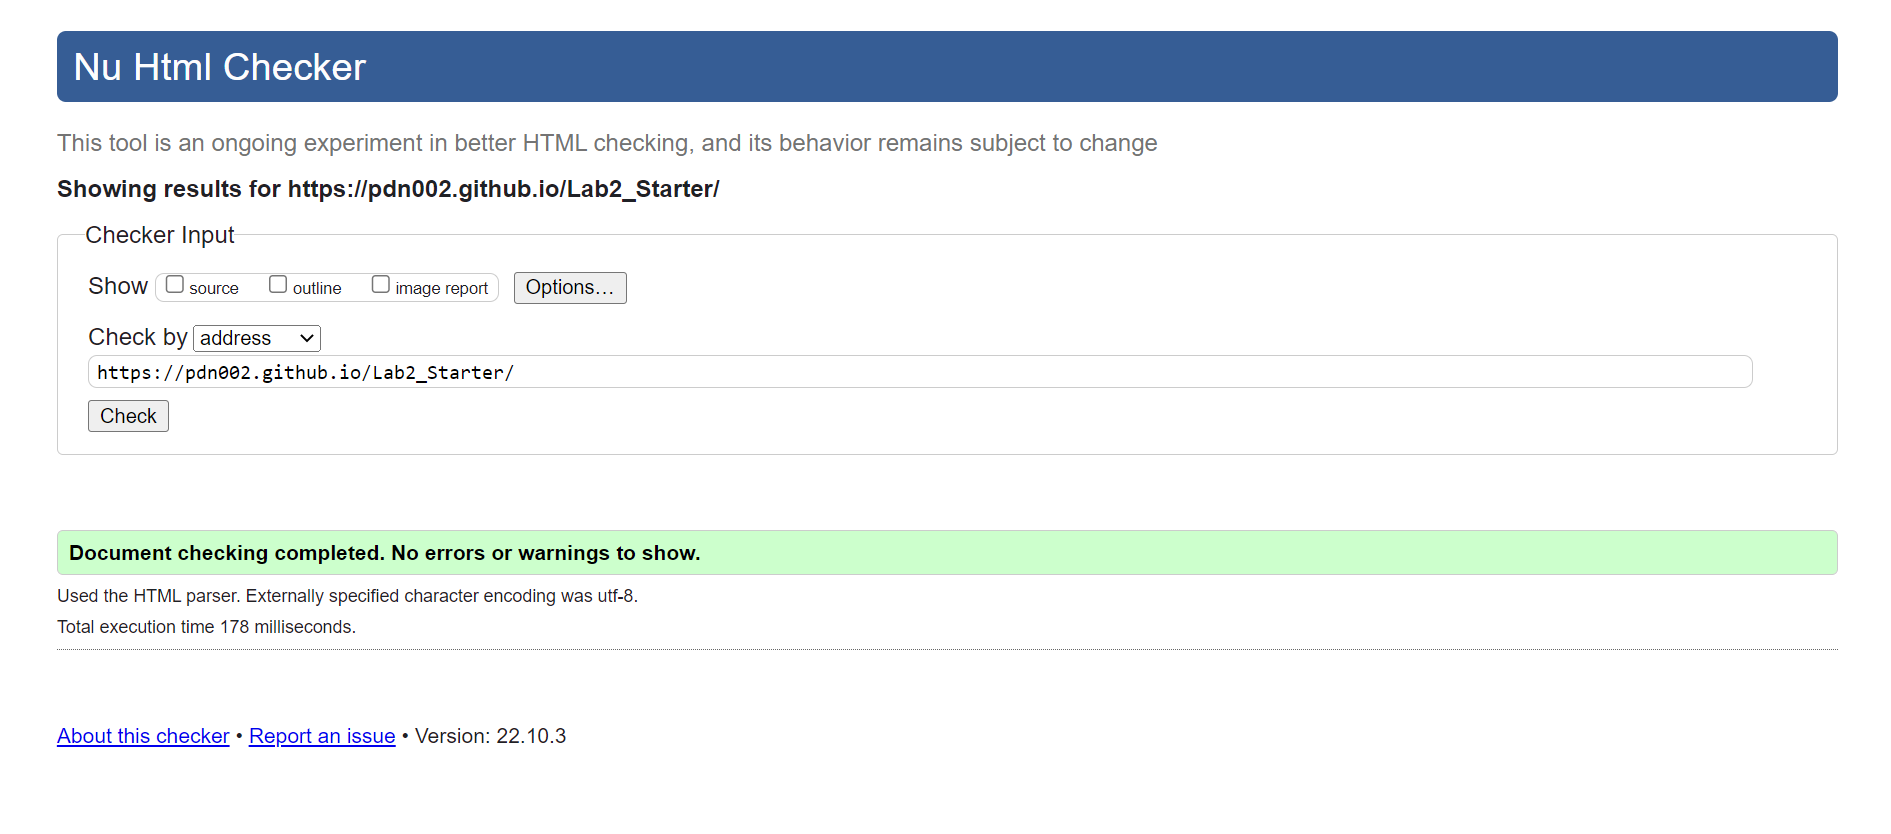 Nu Html Checker
This tool is an ongoing experiment in better HTML checking, and its behavior remains subject to change
Showing results for https://pdn002.github.io/Lab2_Starter/
Checker Input
Show source outline image report Options…
Check by address
https://pdn002.github.io/Lab2_Starter/
Check
Document checking completed. No errors or warnings to show.
Used the HTML parser. Externally specified character encoding was utf-8.
Total execution time 178 milliseconds.
About this checker • Report an issue • Version: 22.10.3